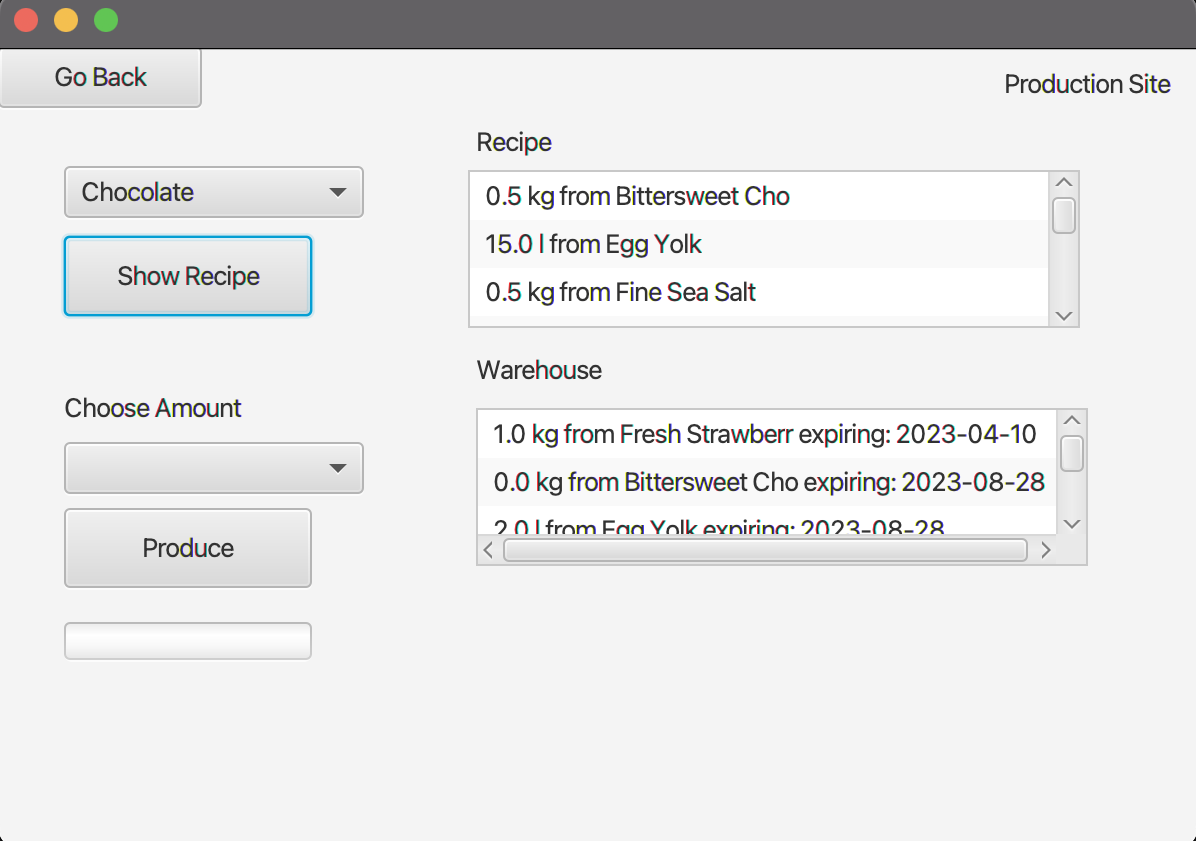 Go Back
Production Site
Chocolate
Show Recipe
Recipe
0.5 kg from Bittersweet Cho
15.0 l from Egg Yolk
0.5 kg from Fine Sea Salt
Choose Amount
Produce
Warehouse
1.0 kg from Fresh Strawberr expiring: 2023-04-10
0.0 kg from Bittersweet Cho expiring: 2023-08-28
2.0 l from Egg Yolk expiring: 2023-08-28